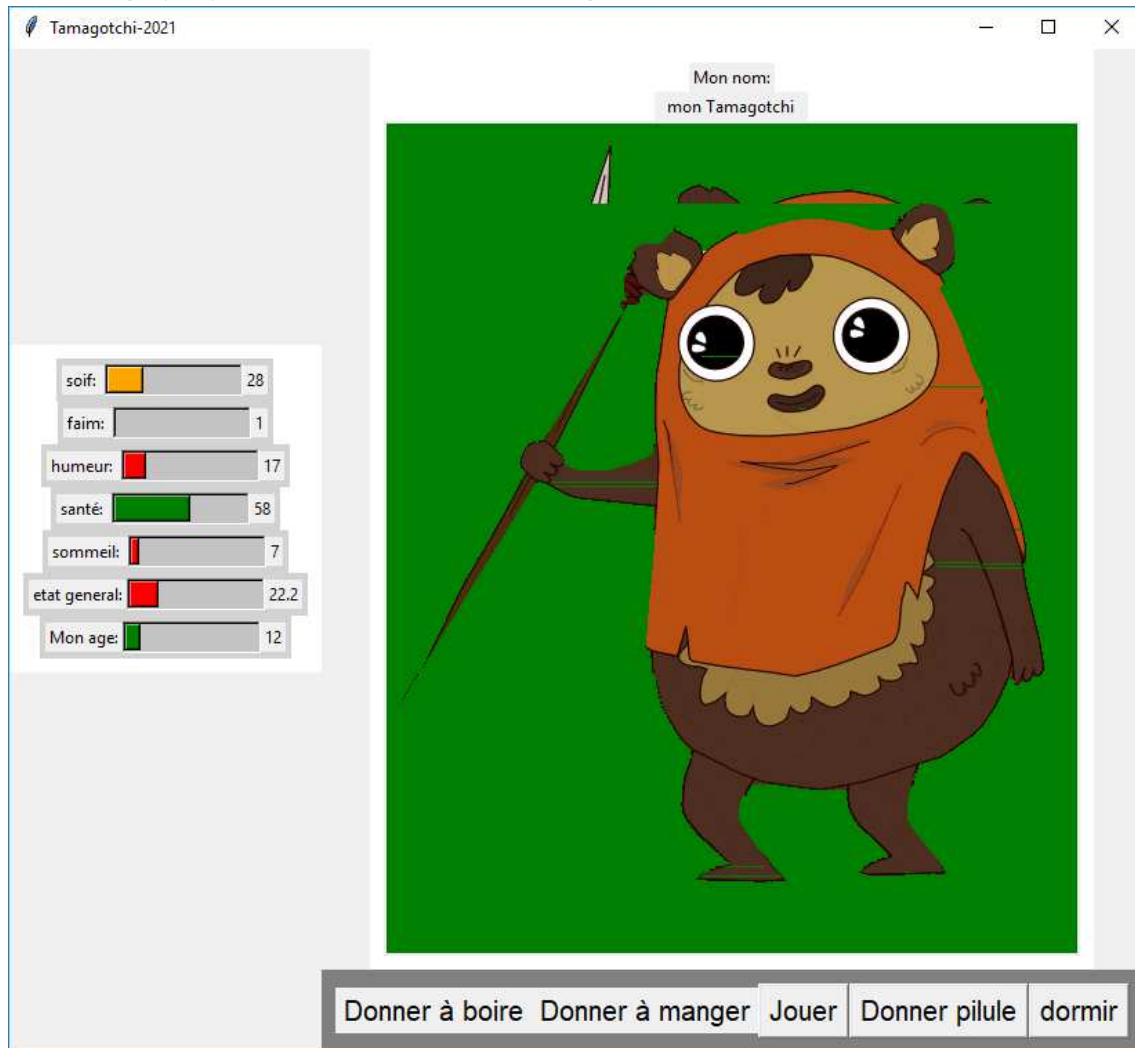 Tamagotchi-2021
Mon nom:
mon Tamagotchi
soif: 28
faim: 1
humeur: 17
santé: 58
sommeil: 7
etat general: 22.2
Mon age: 12
Donner à boire Donner à manger Jouer Donner pilule dormir